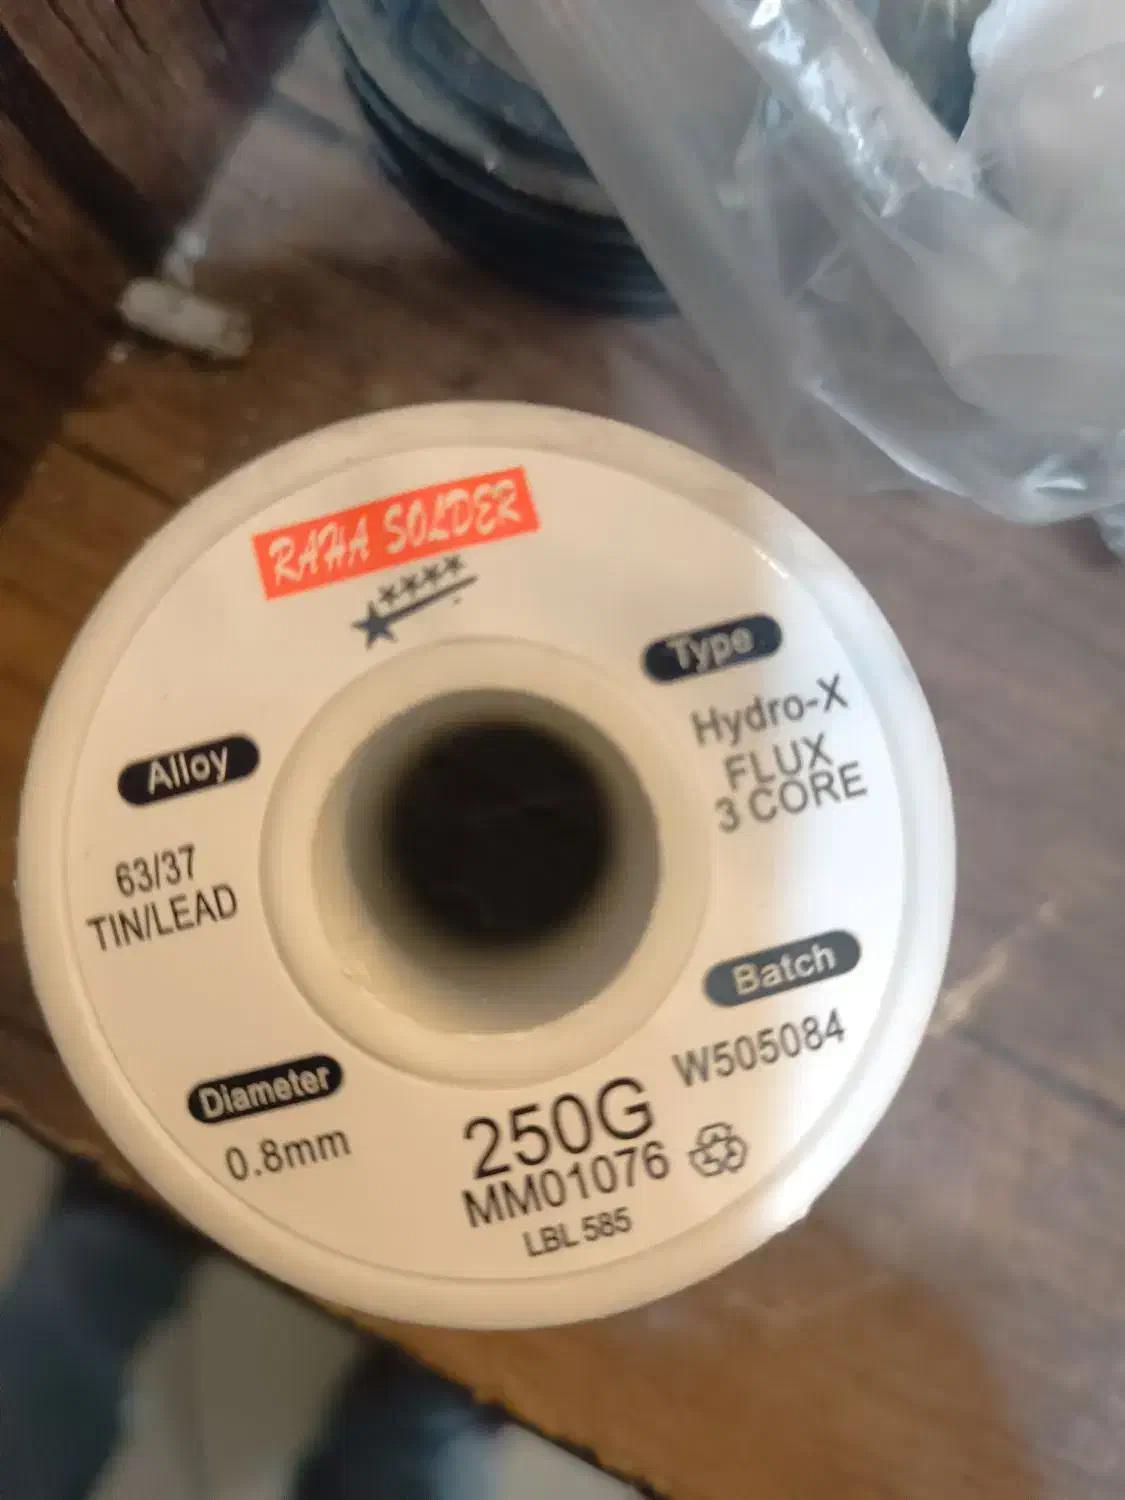 RAHA SOLDER
Type
Hydro-X
FLUX
3 CORE
Alloy
63/37
TIN/LEAD
Batch
W505084
Diameter
0.8mm
250G
MM01076
LBL 585